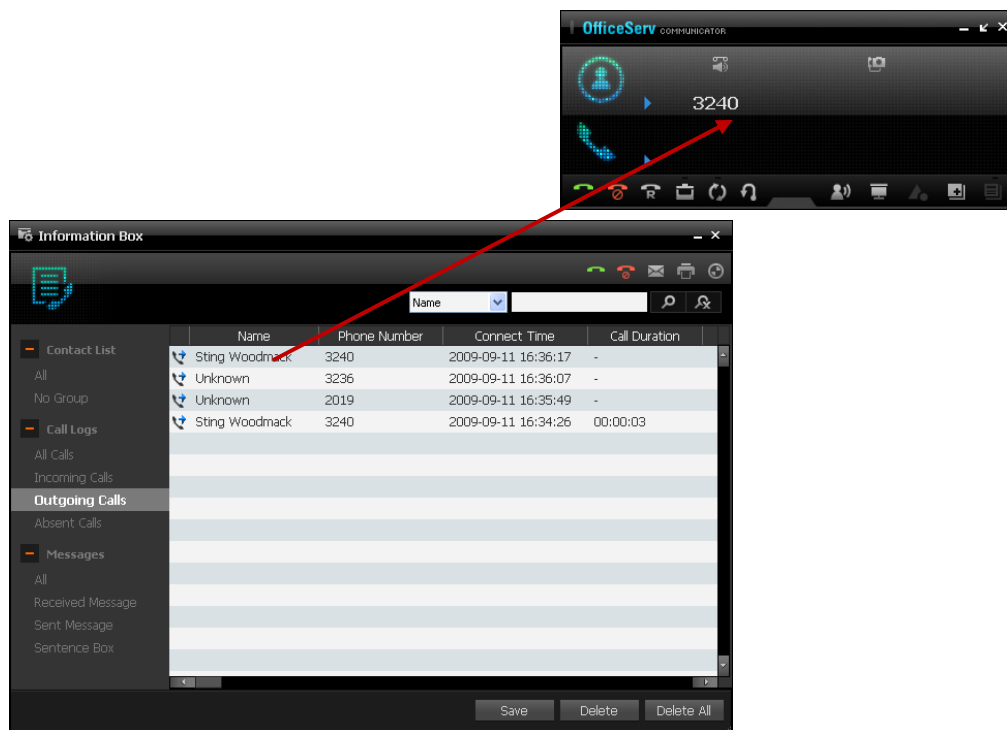 OfficeServ COMMUNICATOR
3240
R
Information Box
Name
Name Phone Number Connect Time Call Duration
Contact List
All
No Group
Call Logs
All Calls
Incoming Calls
Outgoing Calls
Absent Calls
Messages
All
Received Message
Sent Message
Sentence Box
Sting Woodmack 3240 2009-09-11 16:36:17 -
Unknown 3236 2009-09-11 16:36:07 -
Unknown 2019 2009-09-11 16:35:49 -
Sting Woodmack 3240 2009-09-11 16:34:26 00:00:03
Save Delete Delete All